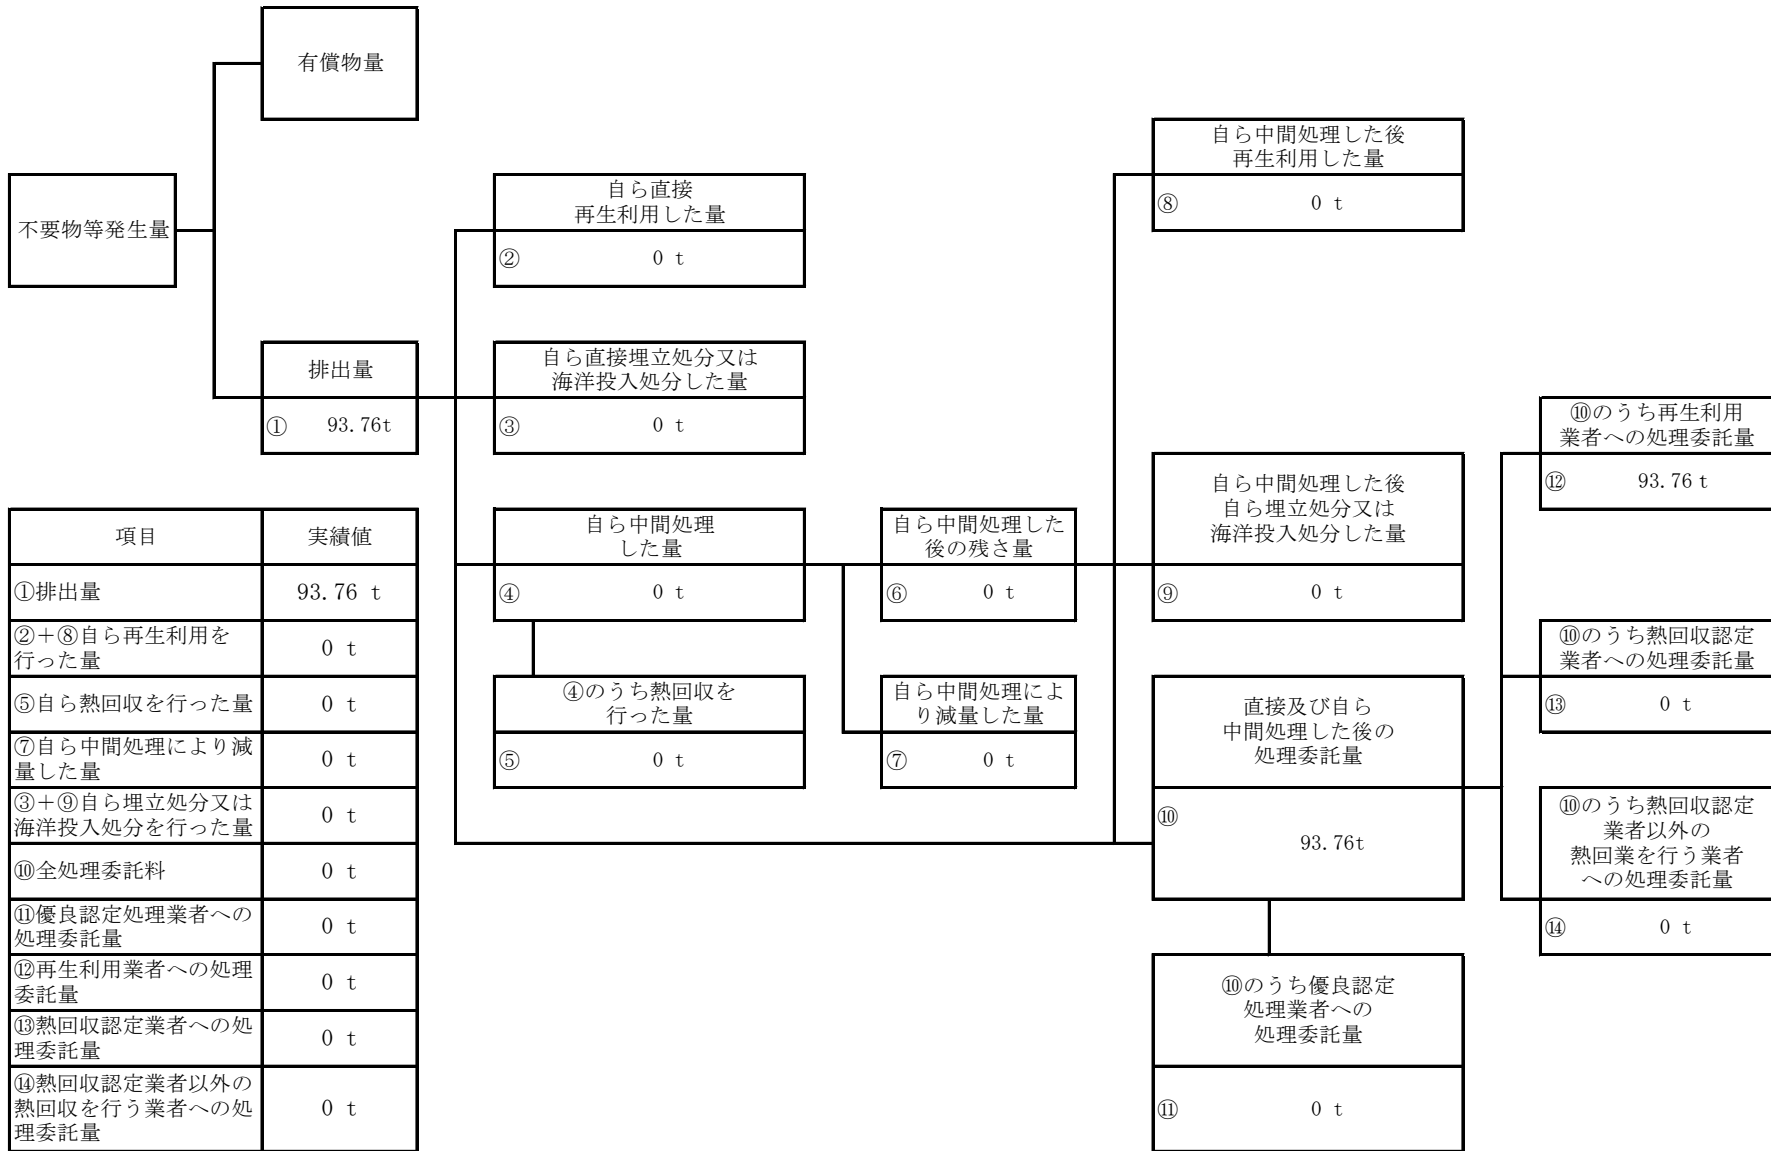 有償物量
不要物等発生量
排出量
① 93.76t
自ら直接
再生利用した量
② 0 t
自ら直接埋立処分又は
海洋投入処分した量
③ 0 t
自ら中間処理
した量
④ 0 t
④のうち熱回収を
行った量
⑤ 0 t
自ら中間処理した
後の残さ量
⑥ 0 t
自ら中間処理によ
り減量した量
⑦ 0 t
自ら中間処理した後
再生利用した量
⑧ 0 t
自ら中間処理した後
自ら埋立処分又は
海洋投入処分した量
⑨ 0 t
直接及び自ら
中間処理した後の
処理委託量
⑩
93.76t
⑩のうち優良認定
処理業者への
処理委託量
⑪ 0 t
⑩のうち再生利用
業者への処理委託量
⑫ 93.76 t
⑩のうち熱回収認定
業者への処理委託量
⑬ 0 t
⑩のうち熱回収認定
業者以外の
熱回業を行う業者
への処理委託量
⑭ 0 t
項目 実績値
①排出量 93.76 t
②＋⑧自ら再生利用を
行った量 0 t
⑤自ら熱回収を行った量 0 t
⑦自ら中間処理により減
量した量 0 t
③＋⑨自ら埋立処分又は
海洋投入処分を行った量 0 t
⑩全処理委託料 0 t
⑪優良認定処理業者への
処理委託量 0 t
⑫再生利用業者への処理
委託量 0 t
⑬熱回収認定業者への処
理委託量 0 t
⑭熱回収認定業者以外の
熱回収を行う業者への処
理委託量 0 t